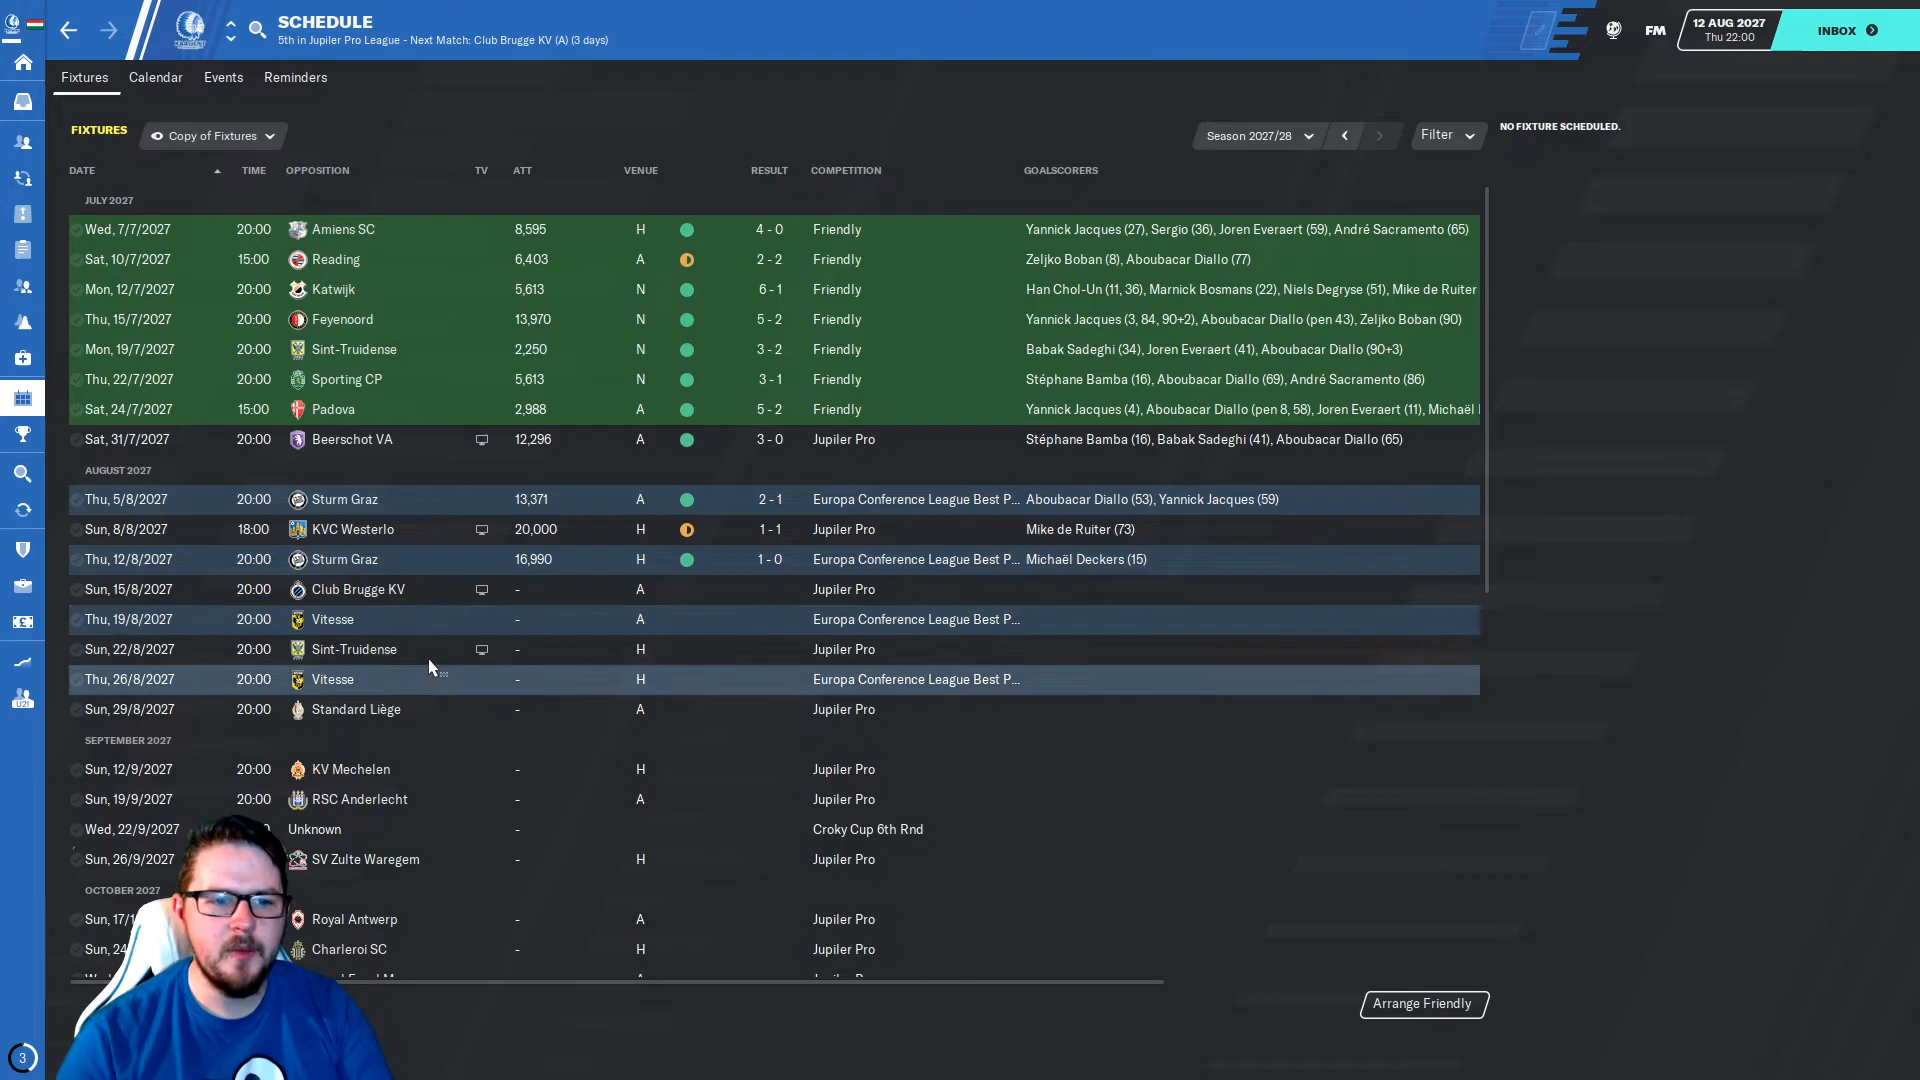 SCHEDULE
5th in Jupiler Pro League - Next Match: Club Brugge KV (A) (3 days)
FM
12 AUG 2027
Thu 22:00
INBOX
Fixtures Calendar Events Reminders
FIXTURES Copy of Fixtures Season 2027/28 Filter NO FIXTURE SCHEDULED.
DATE TIME OPPOSITION TV ATT VENUE RESULT COMPETITION GOALSCORERS
JULY 2027
Wed, 7/7/2027 20:00 Amiens SC 8,595 H 4 - 0 Friendly Yannick Jacques (27), Sergio (36), Joren Everaert (59), André Sacramento (65)
Sat, 10/7/2027 15:00 Reading 6,403 A 2 - 2 Friendly Zeljko Boban (8), Aboubacar Diallo (77)
Mon, 12/7/2027 20:00 Katwijk 5,613 N 6 - 1 Friendly Han Chol-Un (11, 36), Marnick Bosmans (22), Niels Degryse (51), Mike de Ruiter
Thu, 15/7/2027 20:00 Feyenoord 13,970 N 5 - 2 Friendly Yannick Jacques (3, 84, 90+2), Aboubacar Diallo (pen 43), Zeljko Boban (90)
Mon, 19/7/2027 20:00 Sint-Truidense 2,250 N 3 - 2 Friendly Babak Sadeghi (34), Joren Everaert (41), Aboubacar Diallo (90+3)
Thu, 22/7/2027 20:00 Sporting CP 5,613 N 3 - 1 Friendly Stéphane Bamba (16), Aboubacar Diallo (69), André Sacramento (86)
Sat, 24/7/2027 15:00 Padova 2,988 A 5 - 2 Friendly Yannick Jacques (4), Aboubacar Diallo (pen 8, 58), Joren Everaert (11), Michaël
Sat, 31/7/2027 20:00 Beerschot VA 12,296 A 3 - 0 Jupiler Pro Stéphane Bamba (16), Babak Sadeghi (41), Aboubacar Diallo (65)
AUGUST 2027
Thu, 5/8/2027 20:00 Sturm Graz 13,371 A 2 - 1 Europa Conference League Best P... Aboubacar Diallo (53), Yannick Jacques (59)
Sun, 8/8/2027 18:00 KVC Westerlo 20,000 H 1 - 1 Jupiler Pro Mike de Ruiter (73)
Thu, 12/8/2027 20:00 Sturm Graz 16,990 H 1 - 0 Europa Conference League Best P... Michaël Deckers (15)
Sun, 15/8/2027 20:00 Club Brugge KV - A Jupiler Pro
Thu, 19/8/2027 20:00 Vitesse - A Europa Conference League Best P...
Sun, 22/8/2027 20:00 Sint-Truidense - H Jupiler Pro
Thu, 26/8/2027 20:00 Vitesse - H Europa Conference League Best P...
Sun, 29/8/2027 20:00 Standard Liège - A Jupiler Pro
SEPTEMBER 2027
Sun, 12/9/2027 20:00 KV Mechelen - H Jupiler Pro
Sun, 19/9/2027 20:00 RSC Anderlecht - A Jupiler Pro
Wed, 22/9/2027 Unknown - Croky Cup 6th Rnd
Sun, 26/9/2027 SV Zulte Waregem - H Jupiler Pro
OCTOBER 2027
Sun, 17/1 Royal Antwerp - A Jupiler Pro
Sun, 24 Charleroi SC - H Jupiler Pro
Arrange Friendly
U21
3